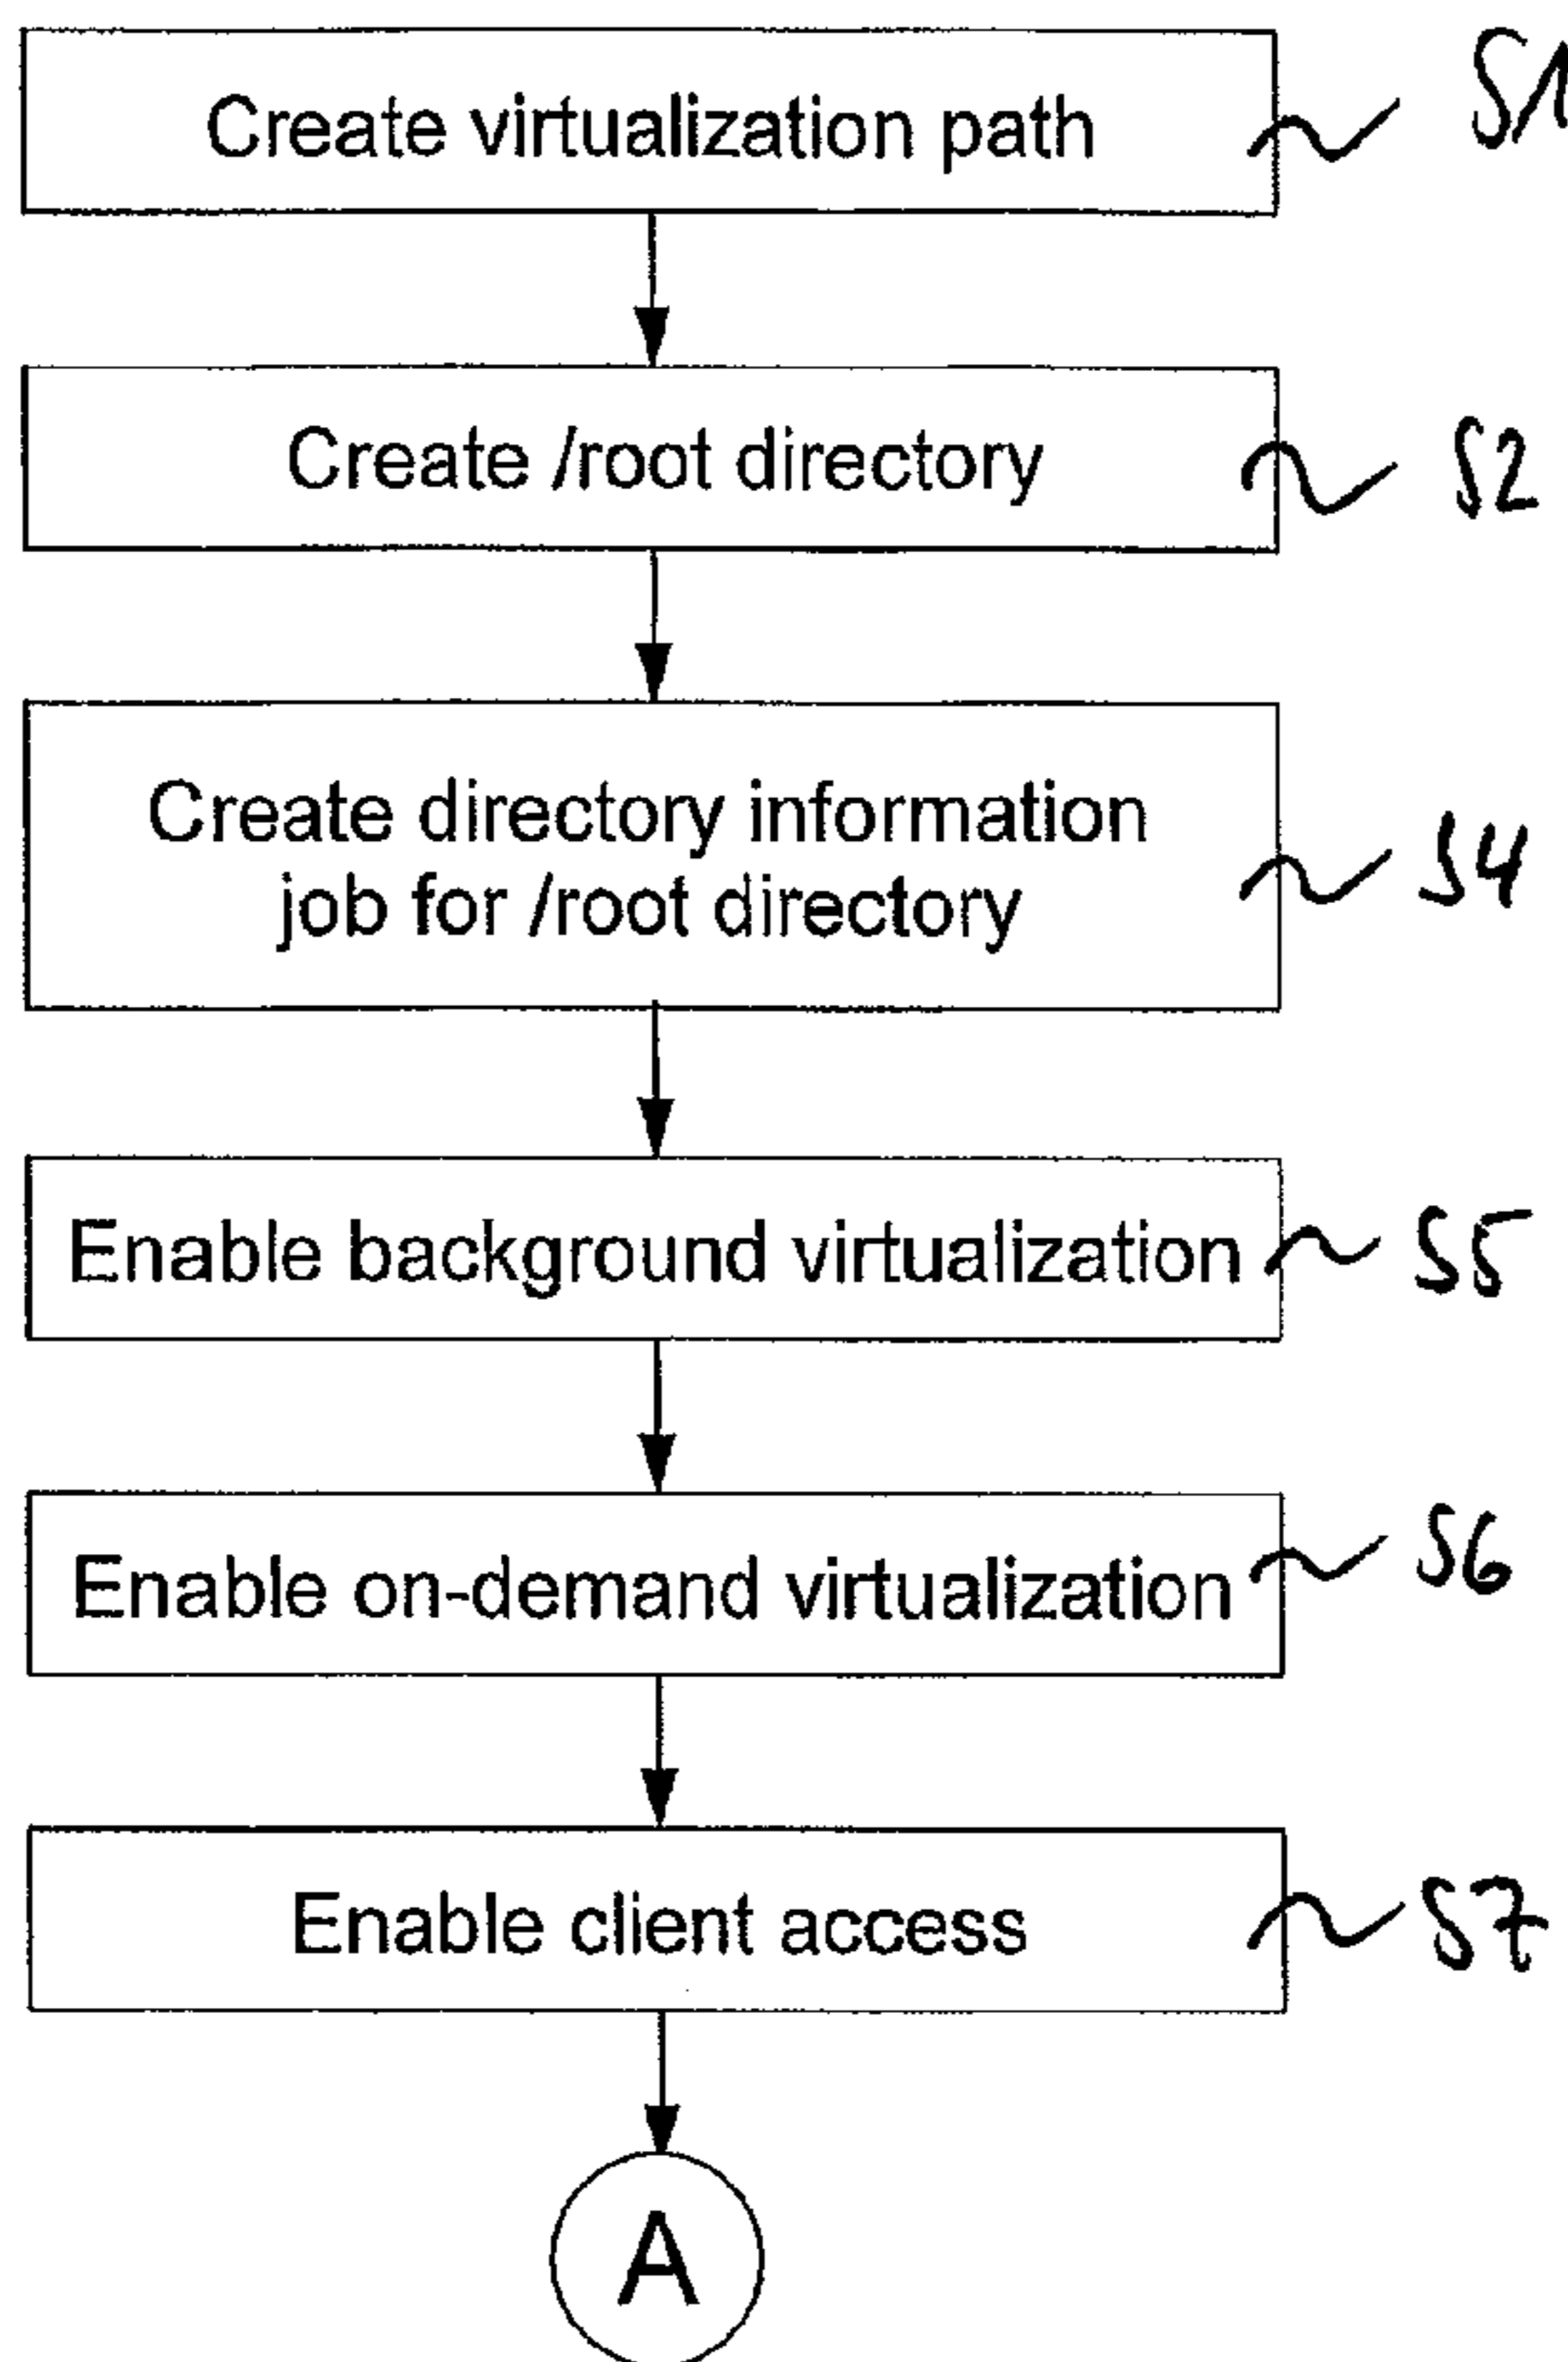 Create virtualization path
S1
Create /root directory
S2
Create directory information
job for /root directory
S4
Enable background virtualization
S5
Enable on-demand virtualization
S6
Enable client access
S7
A